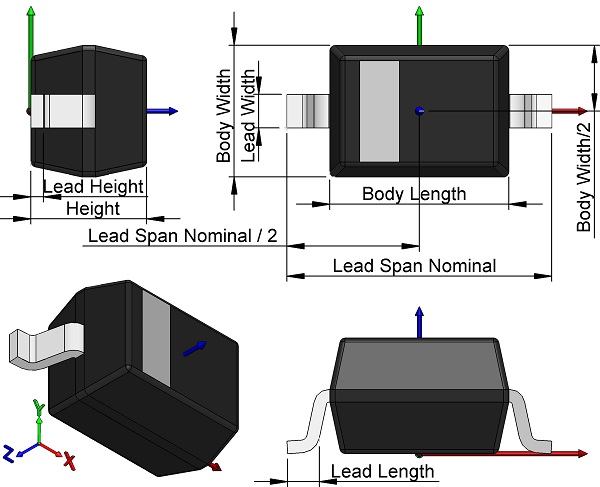 Lead Height
Height
Body Width
Lead Width
Body Length
Body Width/2
Lead Span Nominal / 2
Lead Span Nominal
Y
Z
X
Lead Length